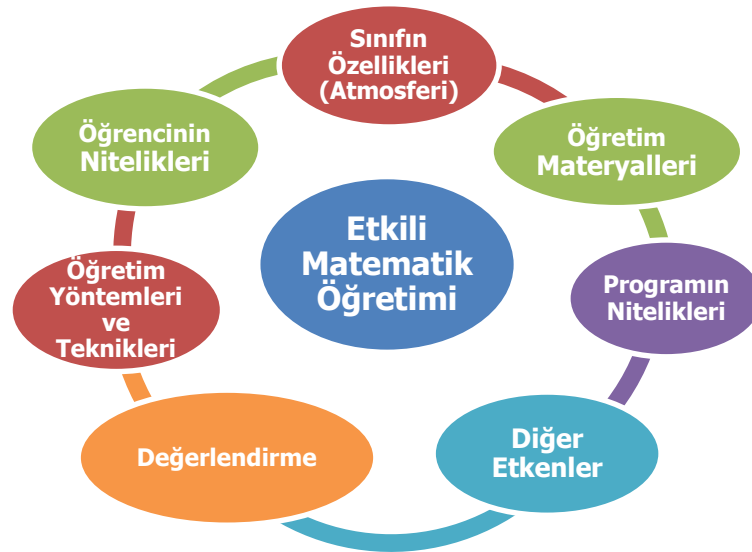 Sınıfın
Özellikleri
(Atmosferi)
Öğretim
Materyalleri
Programın
Nitelikleri
Diğer
Etkenler
Değerlendirme
Öğretim
Yöntemleri
ve
Teknikleri
Öğrencinin
Nitelikleri
Etkili
Matematik
Öğretimi